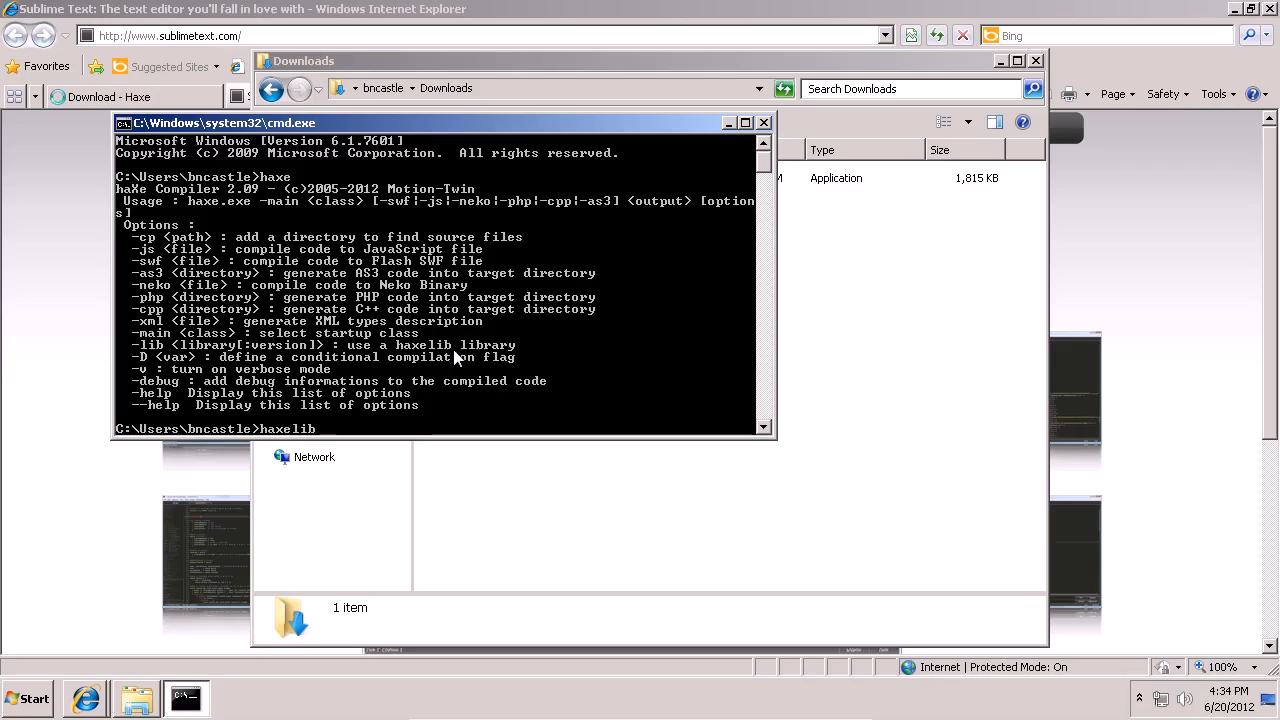 Sublime Text: The text editor you'll fall in love with - Windows Internet Explorer
http://www.sublimetext.com/
Bing
Favorites
Suggested Sites
Download - Haxe
S
Page
Safety
Tools
Downloads
bncastle
Downloads
Search Downloads
Type
Size
Application
1,815 KB
C:\Windows\system32\cmd.exe
Microsoft Windows [Version 6.1.7601]
Copyright (c) 2009 Microsoft Corporation.  All rights reserved.
C:\Users\bncastle>haxe
haXe Compiler 2.09 - (c)2005-2012 Motion-Twin
Usage : haxe.exe -main <class> [-swf|-js|-neko|-php|-cpp|-as3] <output> [option
s]
Options :
-cp <path> : add a directory to find source files
-js <file> : compile code to JavaScript file
-swf <file> : compile code to Flash SWF file
-as3 <directory> : generate AS3 code into target directory
-neko <file> : compile code to Neko Binary
-php <directory> : generate PHP code into target directory
-cpp <directory> : generate C++ code into target directory
-xml <file> : generate XML types description
-main <class> : select startup class
-lib <library[:version]> : use a haxelib library
-D <var> : define a conditional compilation flag
-v : turn on verbose mode
-debug : add debug informations to the compiled code
-help  Display this list of options
--help  Display this list of options
C:\Users\bncastle>haxelib
Network
1 item
Internet | Protected Mode: On
100%
Start
4:34 PM
6/20/2012